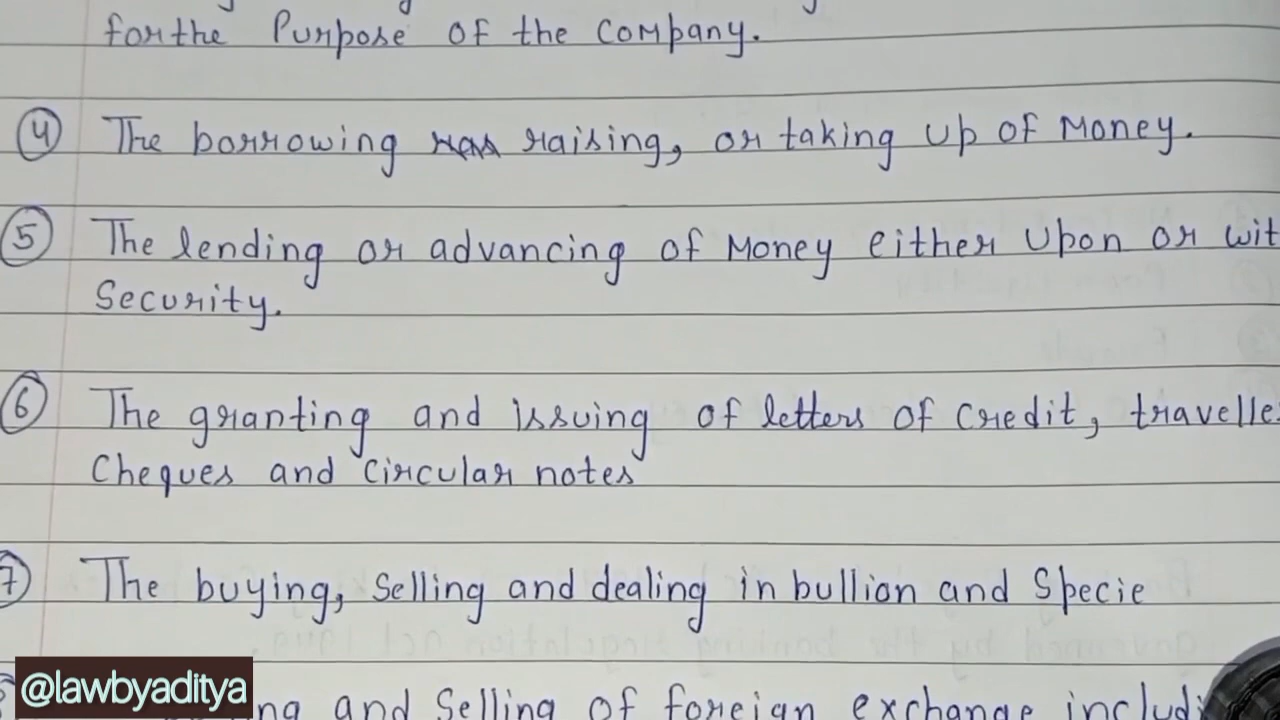 for the Purpose of the Company.
4 The borrowing raising, or taking up of Money.
5 The lending or advancing of Money either Upon or wit
Security.
6 The granting and issuing of letters of Credit, travelle
Cheques and Circular notes
7 The buying, Selling and dealing in bullion and Specie
and Selling of foreign exchange includi
@lawbyaditya